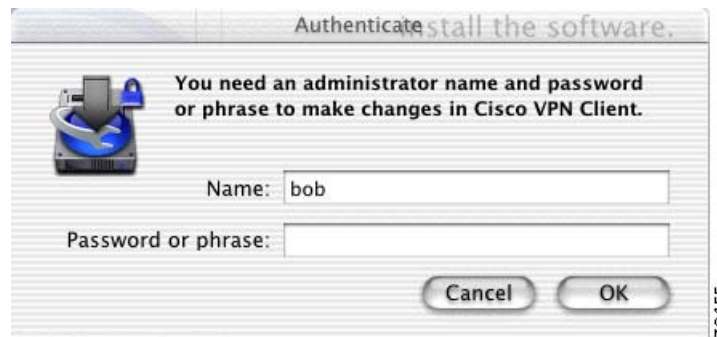 Authenticate
install the software.
You need an administrator name and password
or phrase to make changes in Cisco VPN Client.
Name: bob
Password or phrase:
Cancel OK